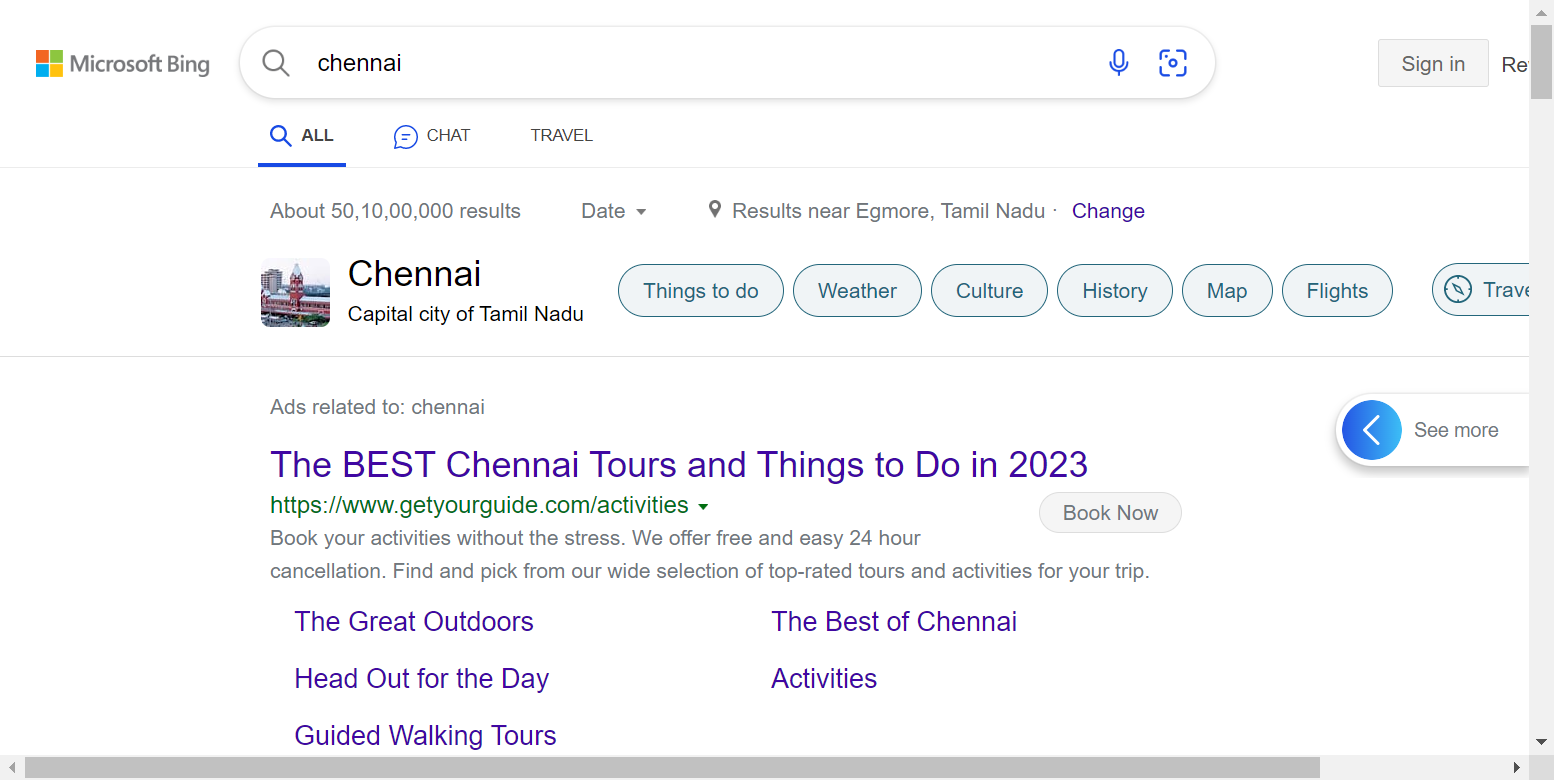 Microsoft Bing
chennai
Sign in
ALL
CHAT
TRAVEL
About 50,10,00,000 results
Date
Results near Egmore, Tamil Nadu ·
Change
Chennai
Capital city of Tamil Nadu
Things to do
Weather
Culture
History
Map
Flights
Ads related to: chennai
See more
The BEST Chennai Tours and Things to Do in 2023
https://www.getyourguide.com/activities
Book Now
Book your activities without the stress. We offer free and easy 24 hour
cancellation. Find and pick from our wide selection of top-rated tours and activities for your trip.
The Great Outdoors
The Best of Chennai
Head Out for the Day
Activities
Guided Walking Tours